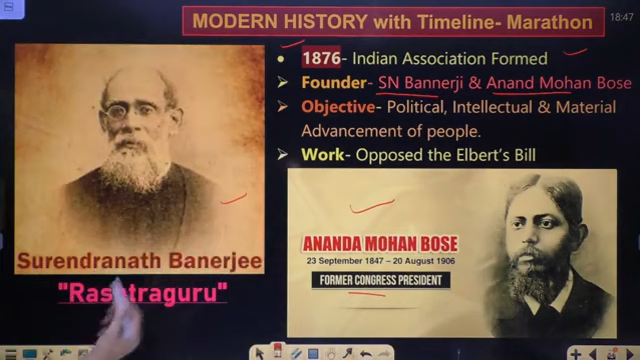 MODERN HISTORY with Timeline- Marathon
18:47
1876- Indian Association Formed
Founder- SN Bannerji & Anand Mohan Bose
Objective- Political, Intellectual & Material
Advancement of people.
Work- Opposed the Elbert's Bill
Surendranath Banerjee
ANANDA MOHAN BOSE
23 September 1847 – 20 August 1906
FORMER CONGRESS PRESIDENT